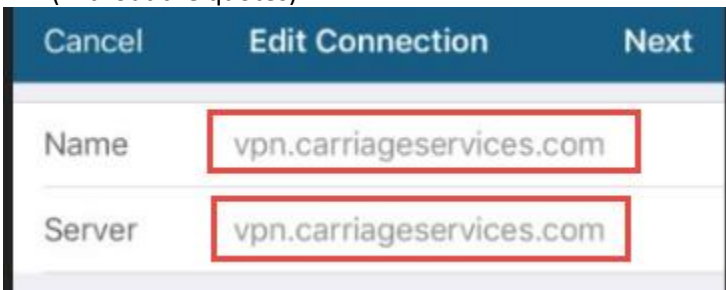 Cancel Edit Connection Next
Name vpn.carriageservices.com
Server vpn.carriageservices.com